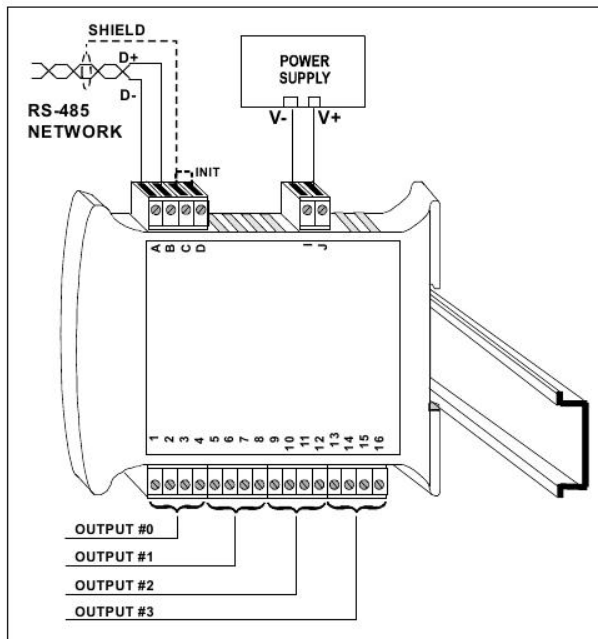 SHIELD
D+
D-
RS-485
NETWORK
INIT
POWER
SUPPLY
V- V+
A B C D
I J
1 2 3 4 5 6 7 8 9 10 11 12 13 14 15 16
OUTPUT #0
OUTPUT #1
OUTPUT #2
OUTPUT #3